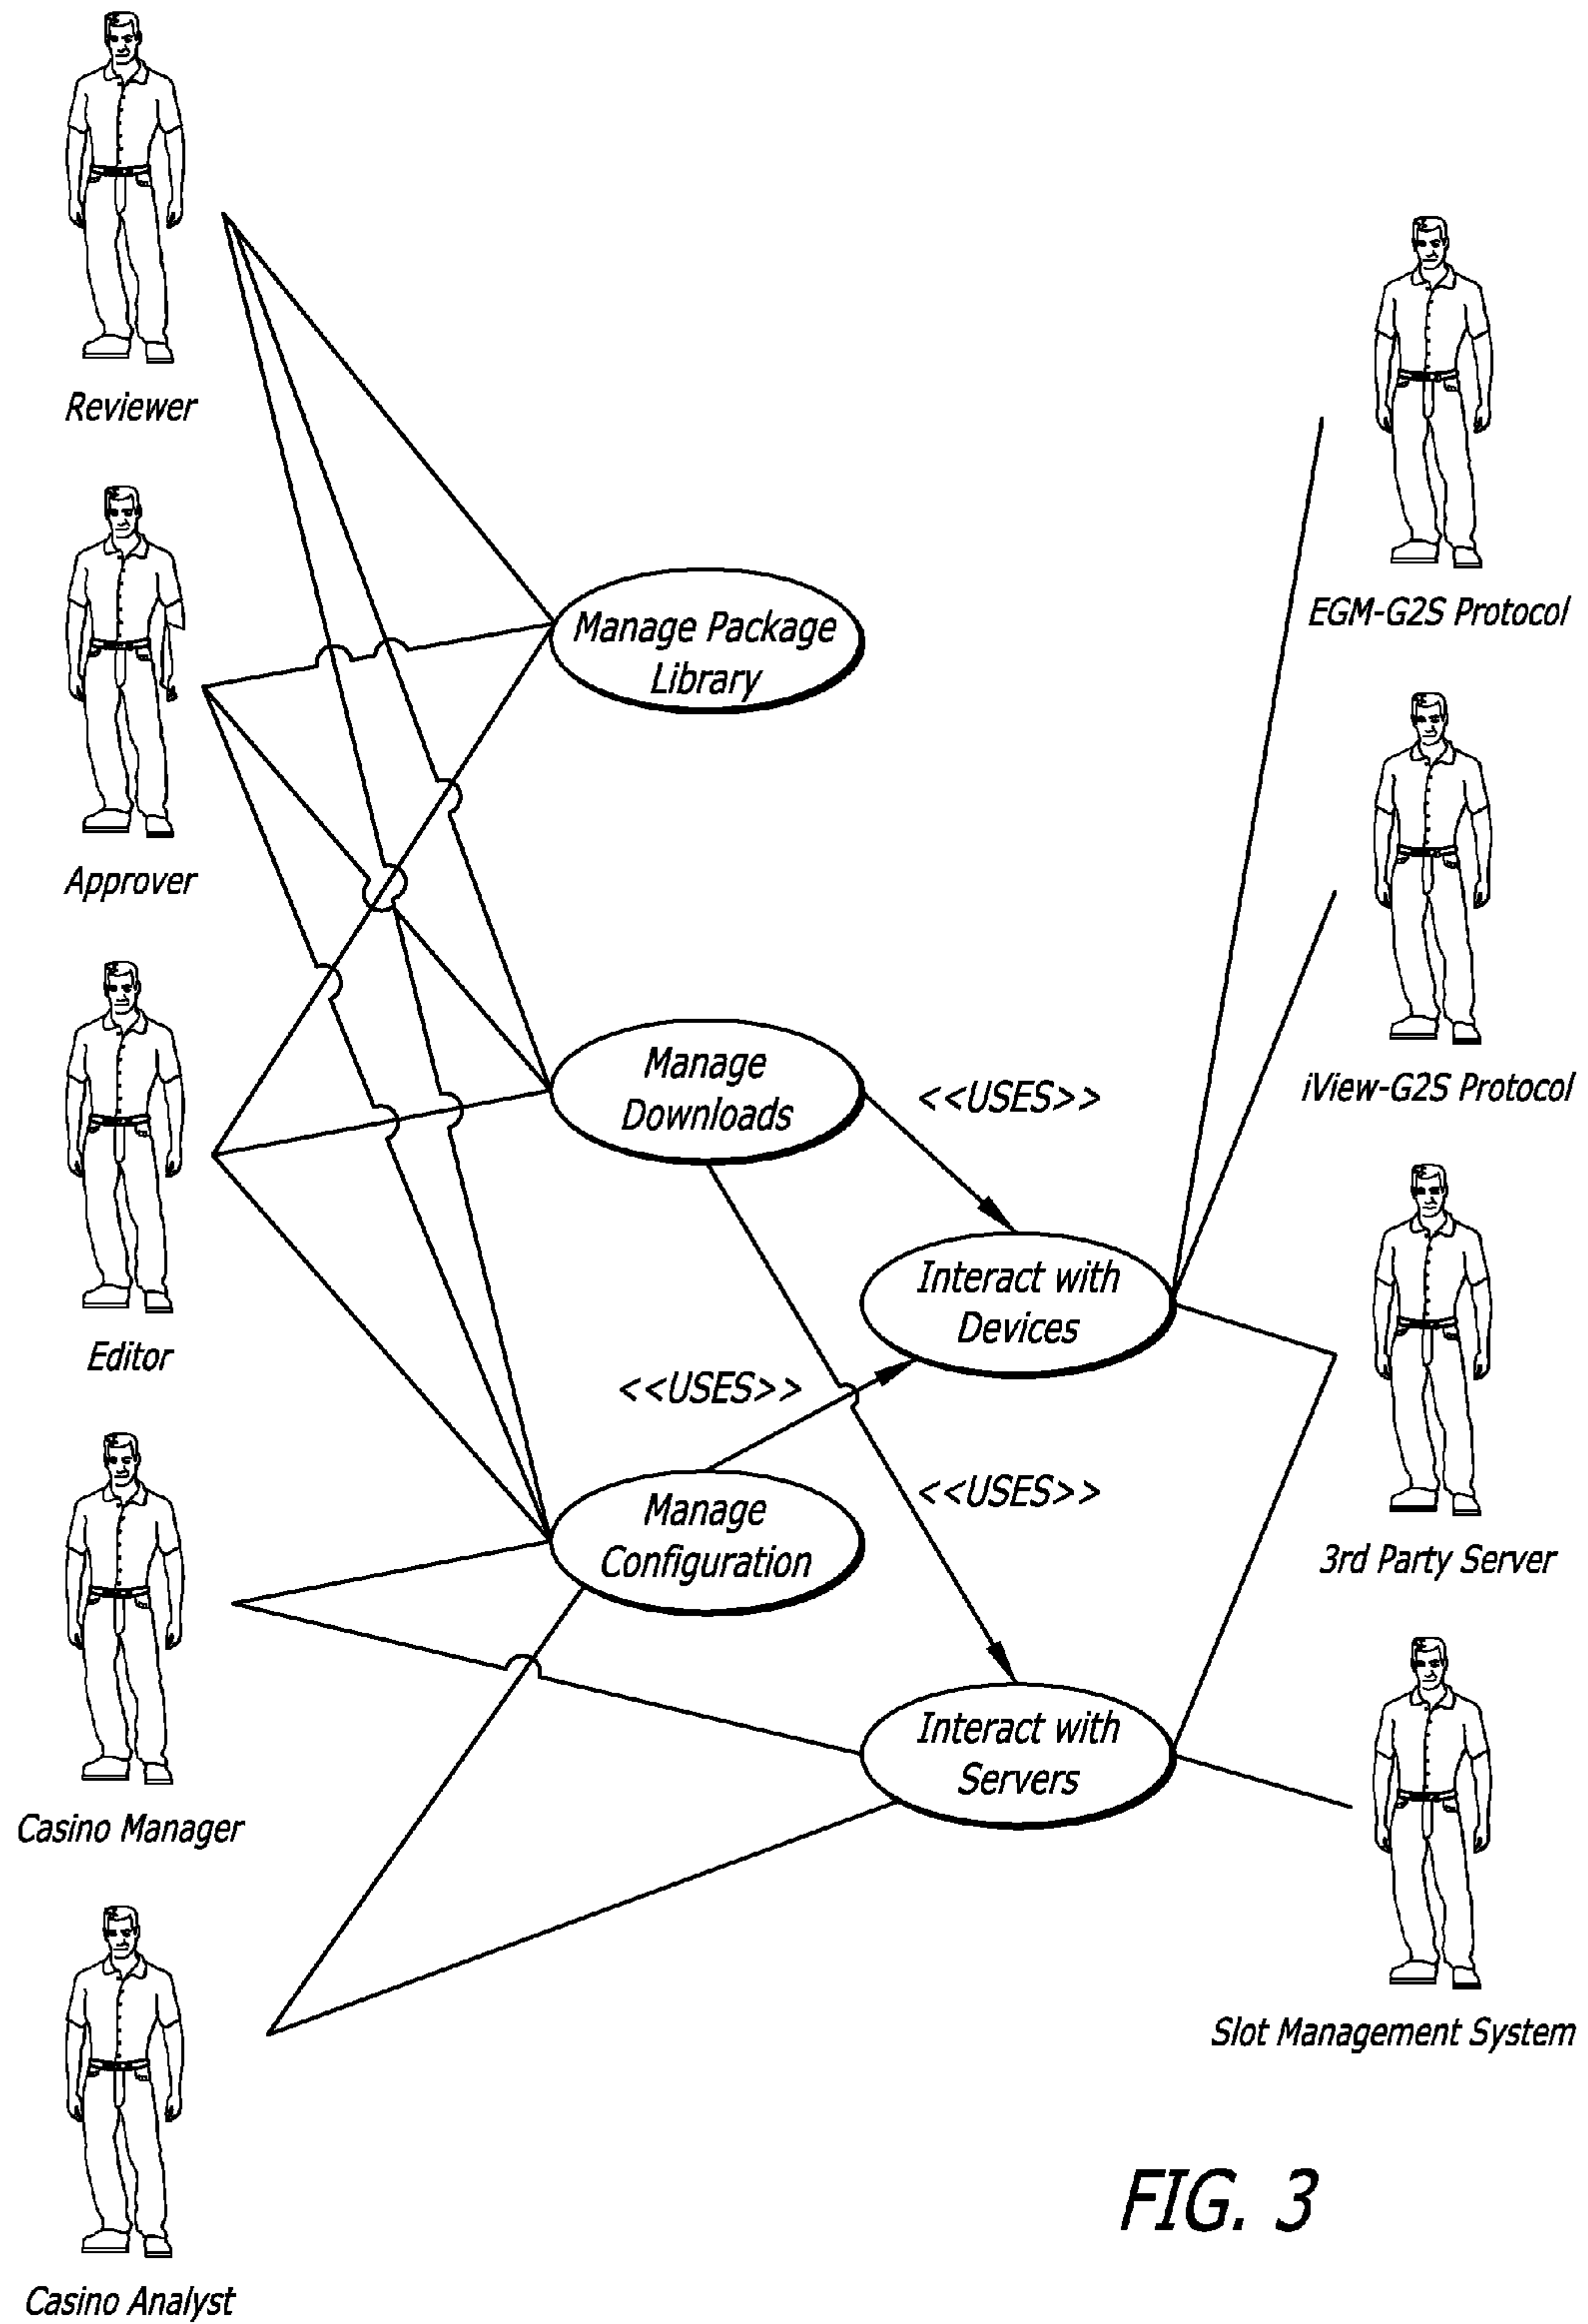 Reviewer
Approver
Editor
Casino Manager
Casino Analyst
Manage Package
Library
Manage
Downloads
<<USES>>
Interact with
Devices
<<USES>>
Manage
Configuration
<<USES>>
Interact with
Servers
EGM-G2S Protocol
iView-G2S Protocol
3rd Party Server
Slot Management System
FIG. 3